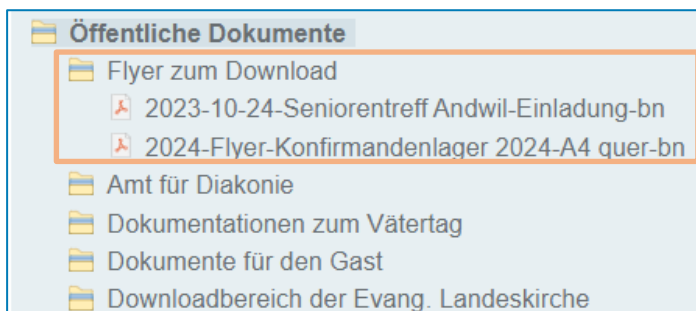 Öffentliche Dokumente
Flyer zum Download
2023-10-24-Seniorentreff Andwil-Einladung-bn
2024-Flyer-Konfirmandenlager 2024-A4 quer-bn
Amt für Diakonie
Dokumentationen zum Vätertag
Dokumente für den Gast
Downloadbereich der Evang. Landeskirche